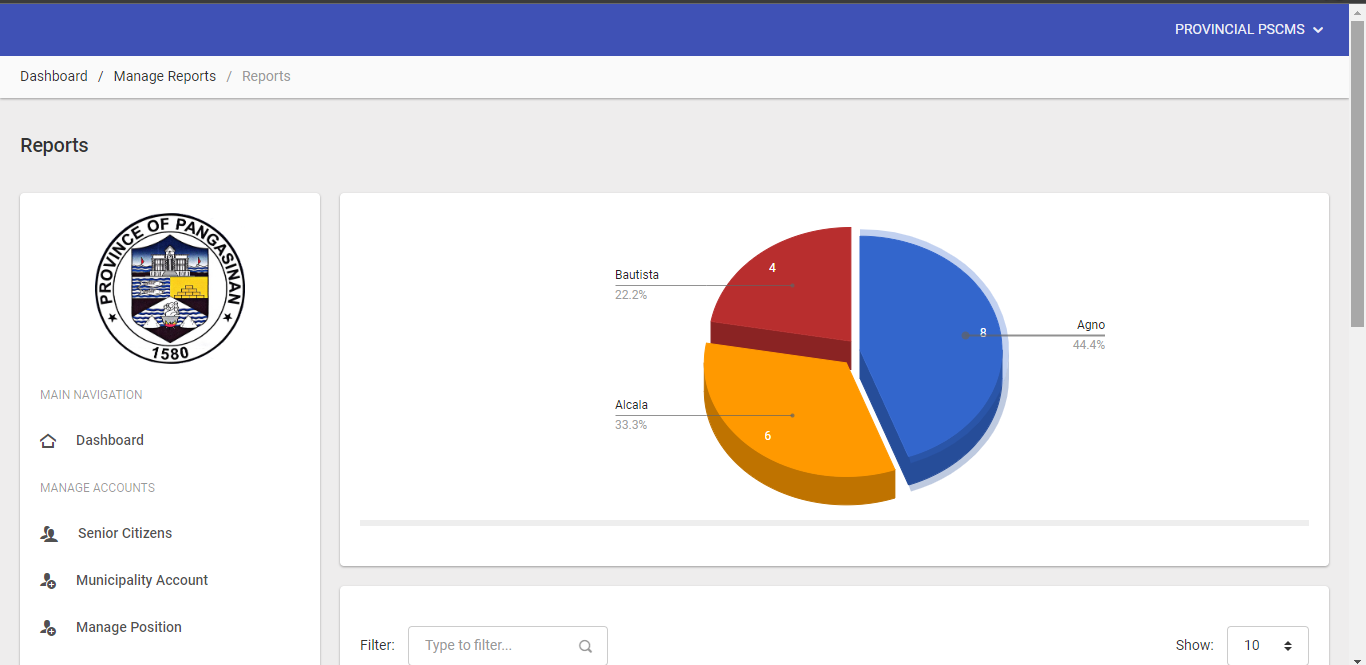 PROVINCIAL PSCMS
Dashboard / Manage Reports / Reports
Reports
PROVINCE OF PANGASINAN
1580
MAIN NAVIGATION
Dashboard
MANAGE ACCOUNTS
Senior Citizens
Municipality Account
Manage Position
Bautista
22.2%
4
Agno
44.4%
8
Alcala
33.3%
6
Filter: Type to filter... Show: 10